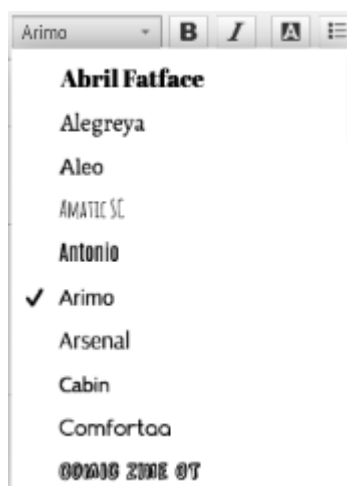 Arimo
B I A
Abril Fatface
Alegreya
Aleo
Amatic SC
Antonio
✓ Arimo
Arsenal
Cabin
Comfortaa
COMIC ZINE OT